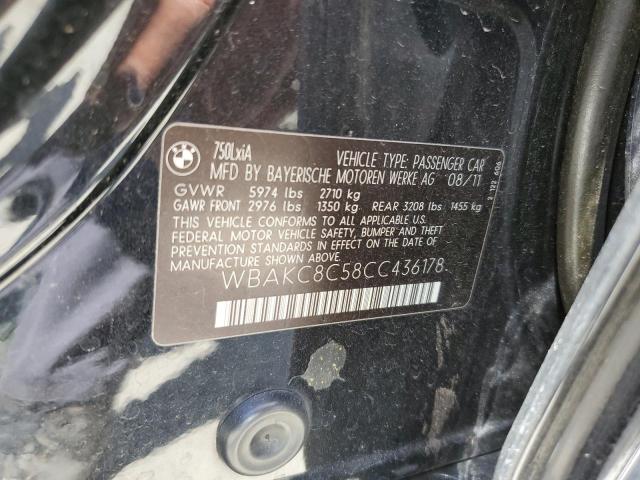 BMW
750LxiA
VEHICLE TYPE: PASSENGER CAR
MFD BY BAYERISCHE MOTOREN WERKE AG 08/11
GVWR 5974 lbs 2710 kg
GAWR FRONT 2976 lbs 1350 kg REAR 3208 lbs 1455 kg
THIS VEHICLE CONFORMS TO ALL APPLICABLE
FEDERAL MOTOR VEHICLE SAFETY, BUMPER AND THEFT
PREVENTION STANDARDS IN EFFECT ON THE DATE OF
MANUFACTURE SHOWN ABOVE.
WBAKC8C58CC436178